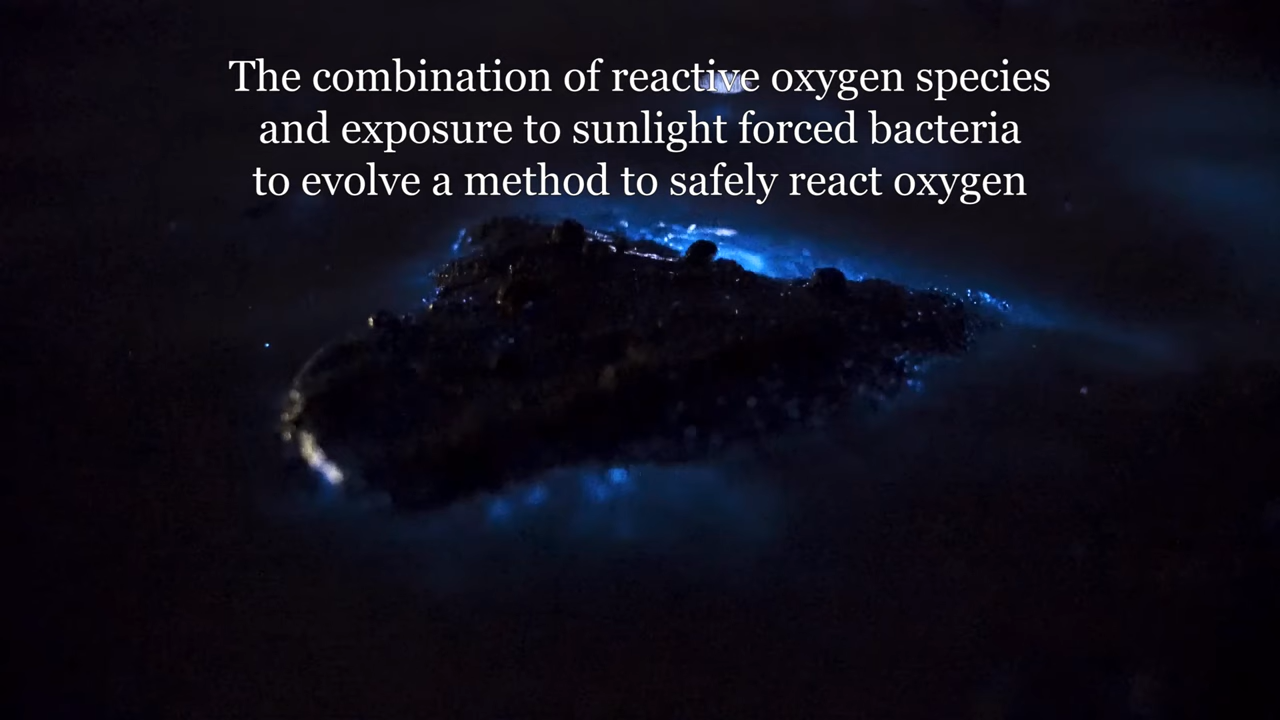 The combination of reactive oxygen species
and exposure to sunlight forced bacteria
to evolve a method to safely react oxygen